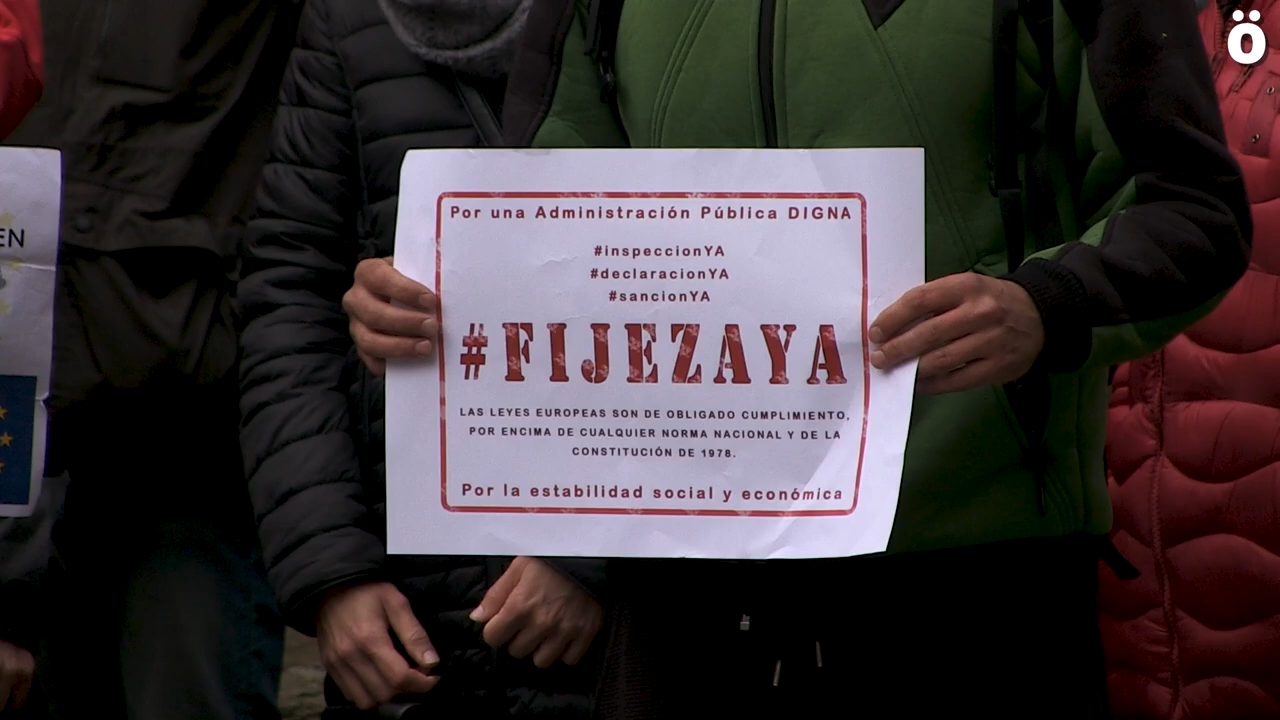 ö
EN
Por una Administración Pública DIGNA
#inspeccionYA
#declaracionYA
#sancionYA
#FIJEZAYA
LAS LEYES EUROPEAS SON DE OBLIGADO CUMPLIMIENTO,
POR ENCIMA DE CUALQUIER NORMA NACIONAL Y DE LA
CONSTITUCIÓN DE 1978.
Por la estabilidad social y económica